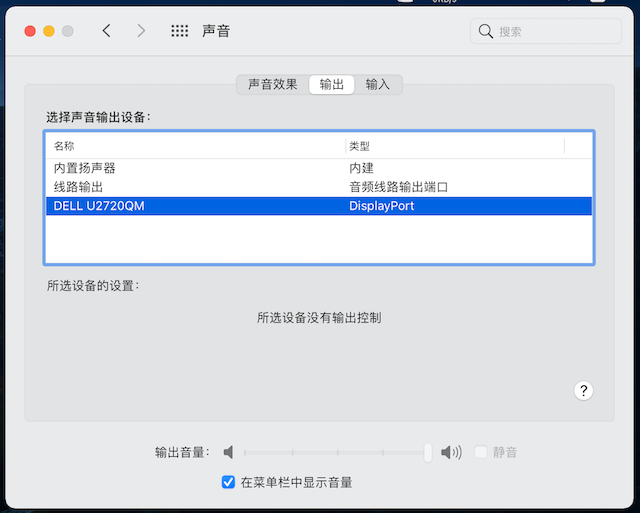 声音
搜索
声音效果 输出 输入
选择声音输出设备：
名称 类型
内置扬声器 内建
线路输出 音频线路输出端口
DELL U2720QM DisplayPort
所选设备的设置：
所选设备没有输出控制
?
输出音量： 静音
在菜单栏中显示音量